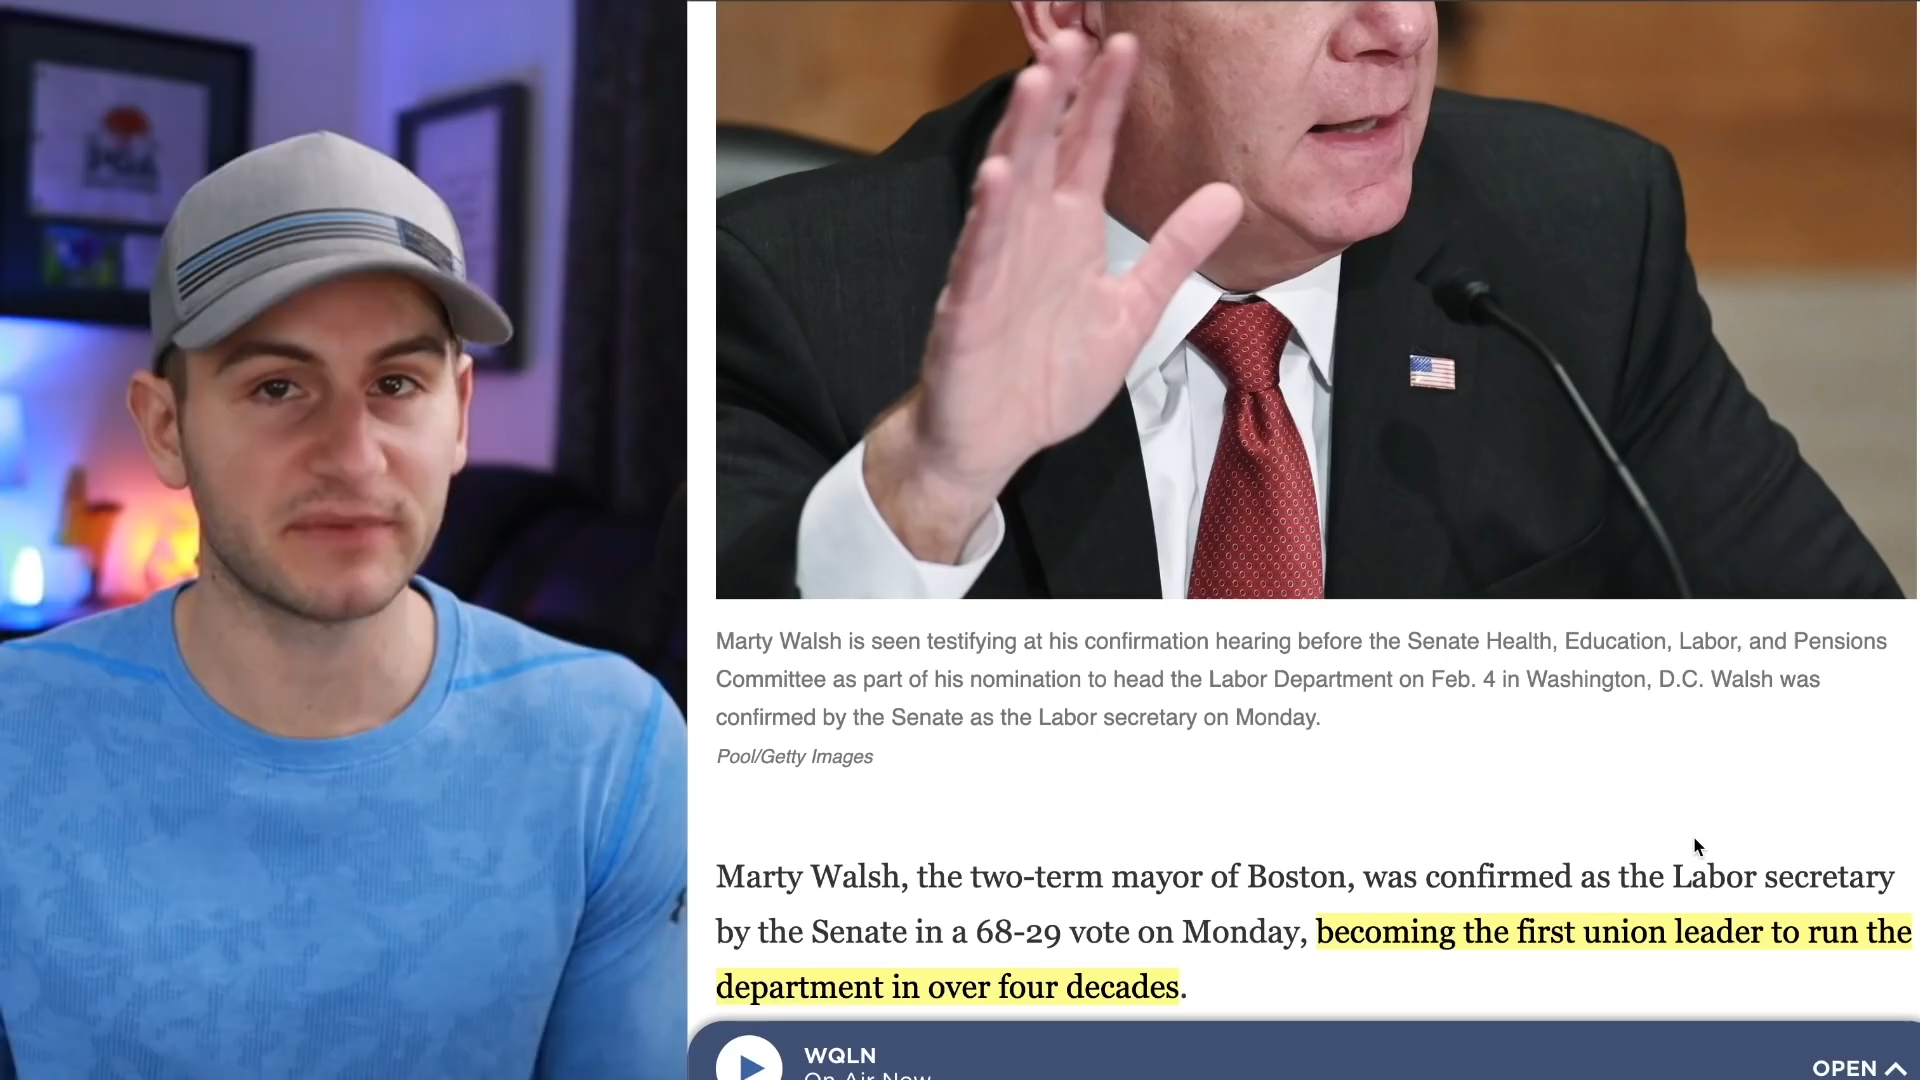 PGA
Marty Walsh is seen testifying at his confirmation hearing before the Senate Health, Education, Labor, and Pensions
Committee as part of his nomination to head the Labor Department on Feb. 4 in Washington, D.C. Walsh was
confirmed by the Senate as the Labor secretary on Monday.
Pool/Getty Images
Marty Walsh, the two-term mayor of Boston, was confirmed as the Labor secretary
by the Senate in a 68-29 vote on Monday, becoming the first union leader to run the
department in over four decades.
WQLN
On Air Now
OPEN